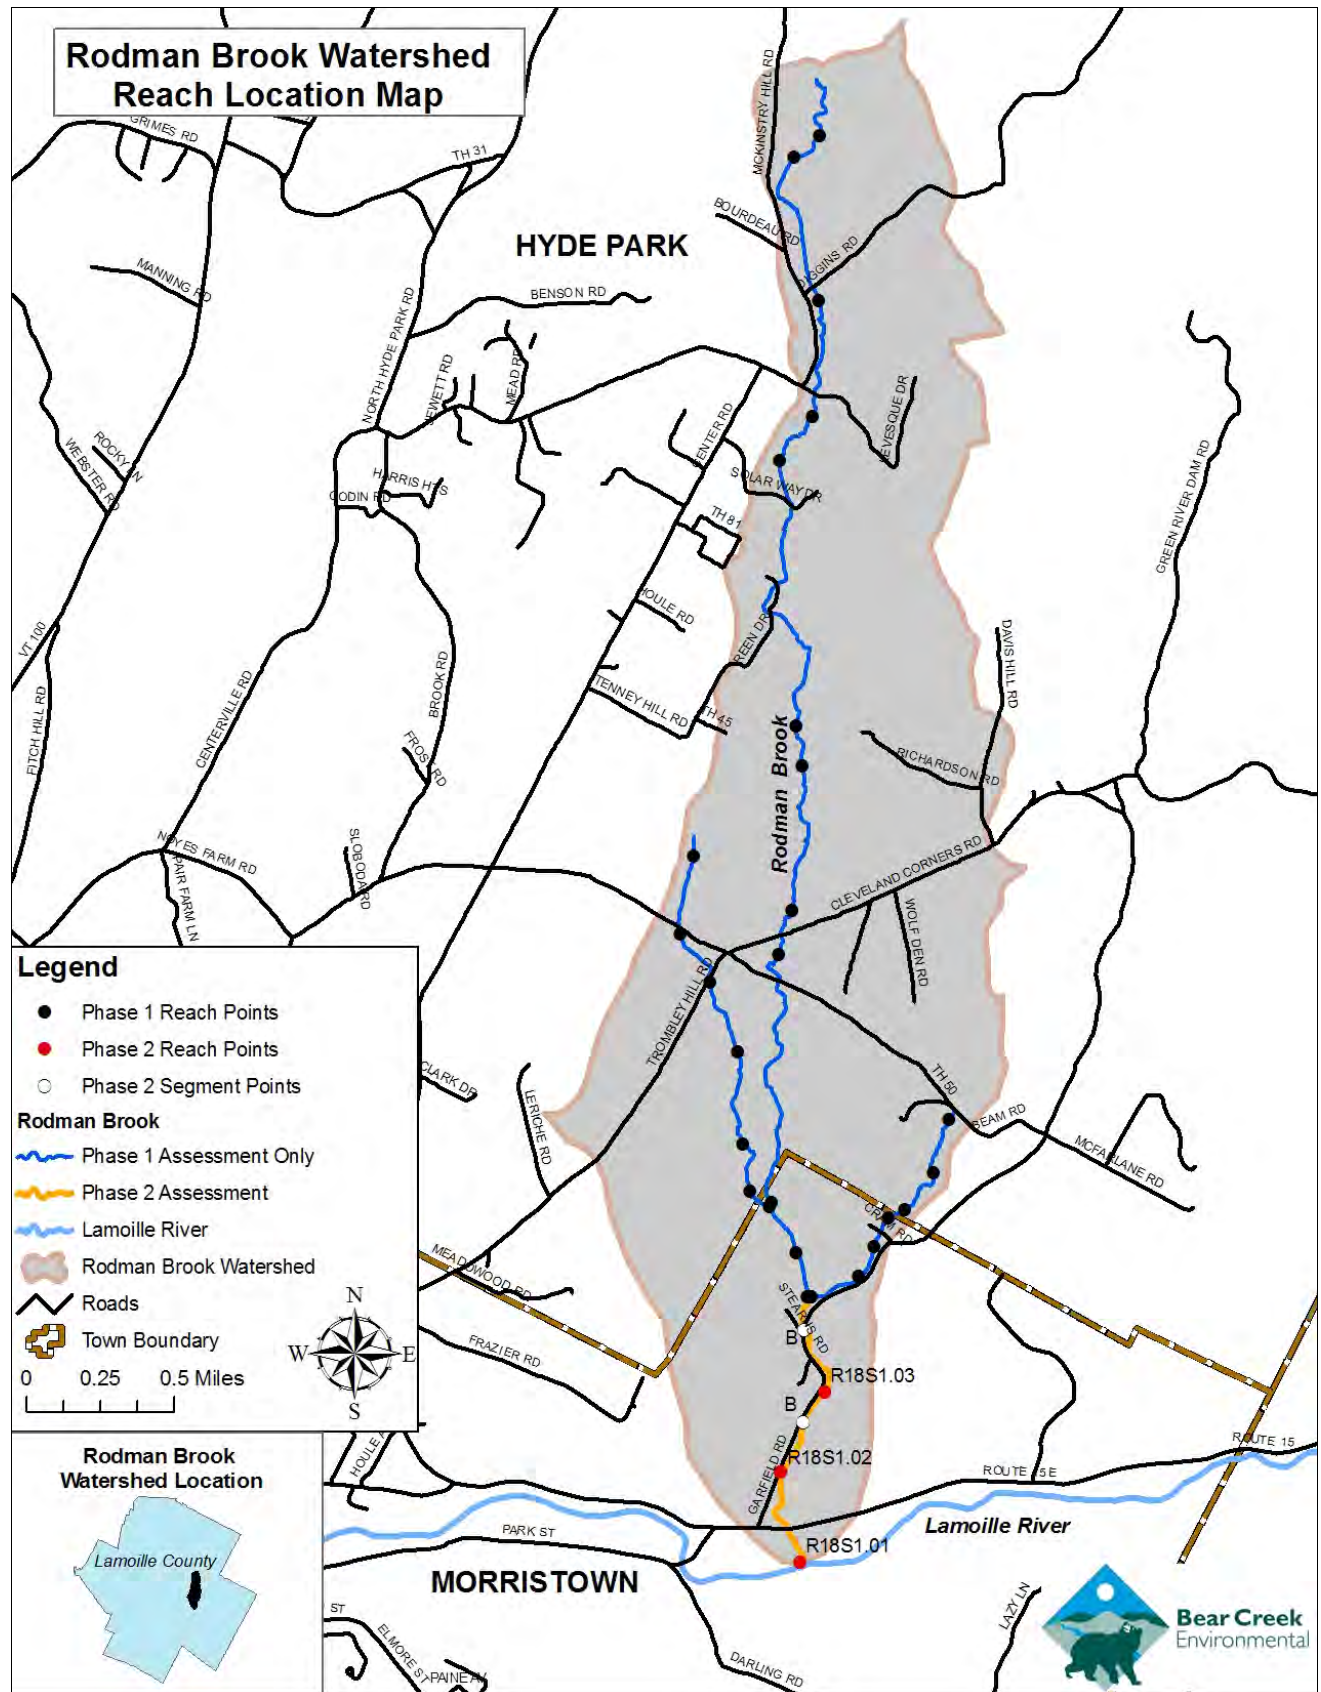 Rodman Brook Watershed
Reach Location Map
GRIMES RD
TH 31
MCKINSTRY HILL RD
BOURDEAU RD
HYDE PARK
DIGGINS RD
MANNING RD
BENSON RD
NORTH HYDE PARK RD
JEWETT RD
MEAD RD
LEVESQUE DR
CENTER RD
ROCKY LN
WEBSTER RD
HARRIS HTS
GODIN RD
SOLAR WAY DR
TH 81
GREEN RIVER DAM RD
HOULE RD
REEN DR
VT 100
DAVIS HILL RD
FITCH HILL RD
CENTERVILLE RD
BROOK RD
TENNEY HILL RD
TH 45
Rodman Brook
FROST RD
RICHARDSON RD
NOYES FARM RD
PAIR FARM LN
SLOBODA RD
CLEVELAND CORNERS RD
WOLF DEN RD
TROMBLEY HILL RD
Legend
Phase 1 Reach Points
Phase 2 Reach Points
Phase 2 Segment Points
Rodman Brook
Phase 1 Assessment Only
Phase 2 Assessment
Lamoille River
Rodman Brook Watershed
Roads
Town Boundary
0 0.25 0.5 Miles
N
W E
S
CLARK DR
LERICHE RD
TH 50
SEAM RD
MCFARLANE RD
CRAM RD
MEADWOOD RD
STEARNS RD
B
FRAZIER RD
R18S1.03
B
GARFIELD RD
R18S1.02
HOULE A
ROUTE 15
ROUTE 15 E
Rodman Brook
Watershed Location
Lamoille County
PARK ST
Lamoille River
R18S1.01
MORRISTOWN
ST
ELMORE ST
PAINE AV
DARLING RD
LAZY LN
Bear Creek
Environmental